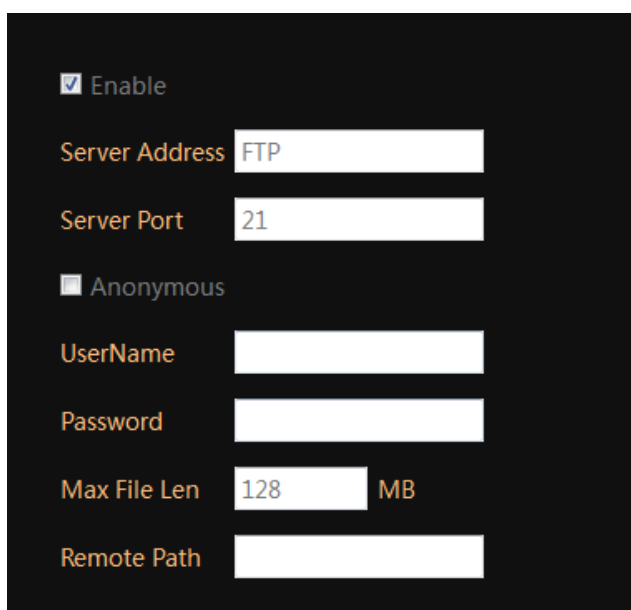 Enable
Server Address FTP
Server Port 21
Anonymous
UserName
Password
Max File Len 128 MB
Remote Path